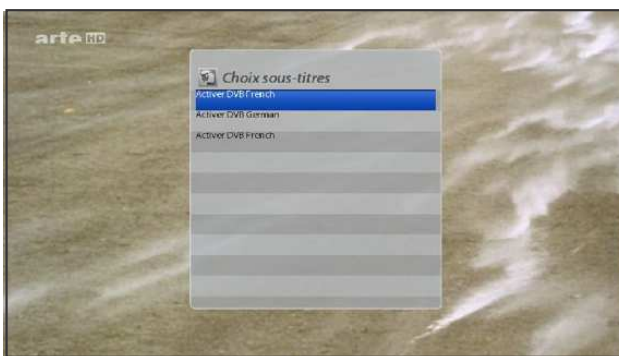 arte HD
Choix sous-titres
Activer DVB French
Activer DVB German
Activer DVB French